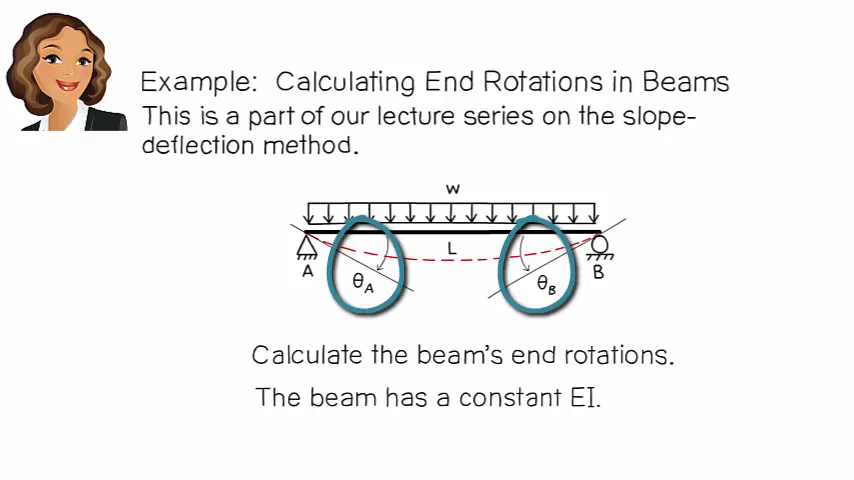 Example: Calculating End Rotations in Beams
This is a part of our lecture series on the slope-
deflection method.
w
L
A
θA
θB
B
Calculate the beam's end rotations.
The beam has a constant EI.